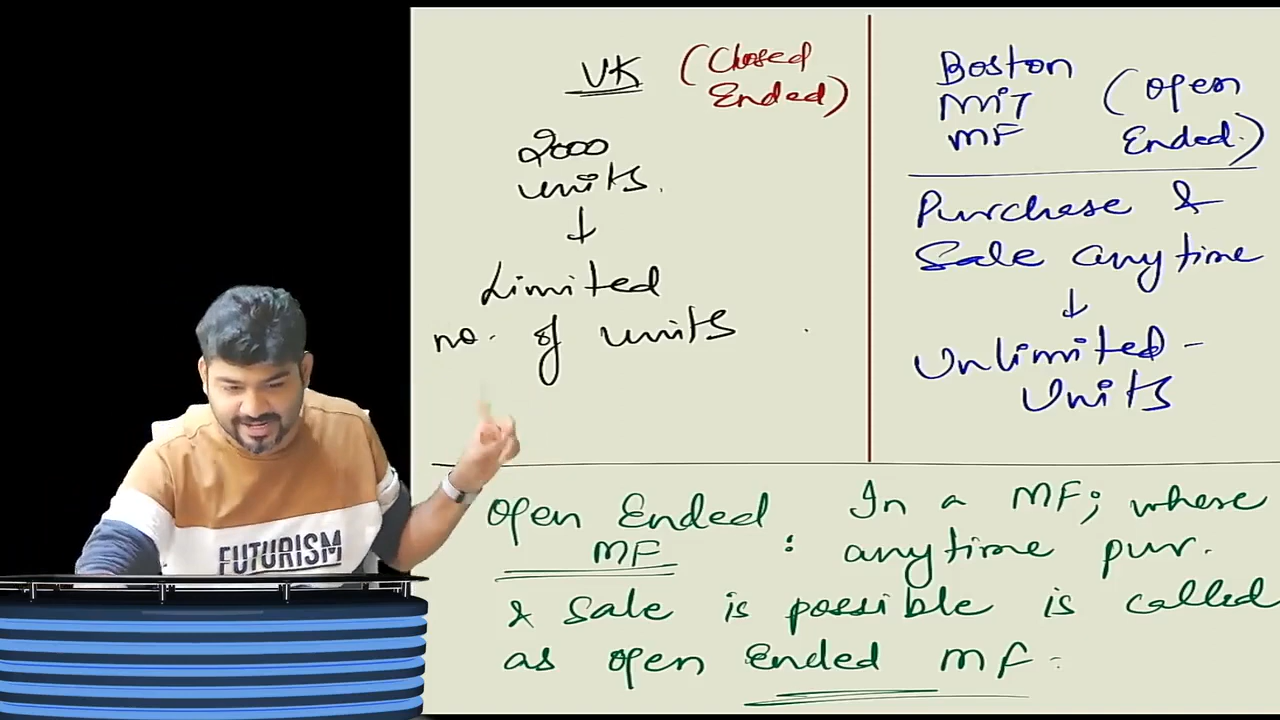 UK (Closed
Ended)
2000
units.
↓
Limited
no. of units
Boston
MIT
MF
(open
Ended.)
Purchase &
Sale anytime
↓
Unlimited -
Units
Open Ended
MF :
In a MF; where
anytime pur.
& Sale is possible is called
as open Ended MF.
FUTURISM